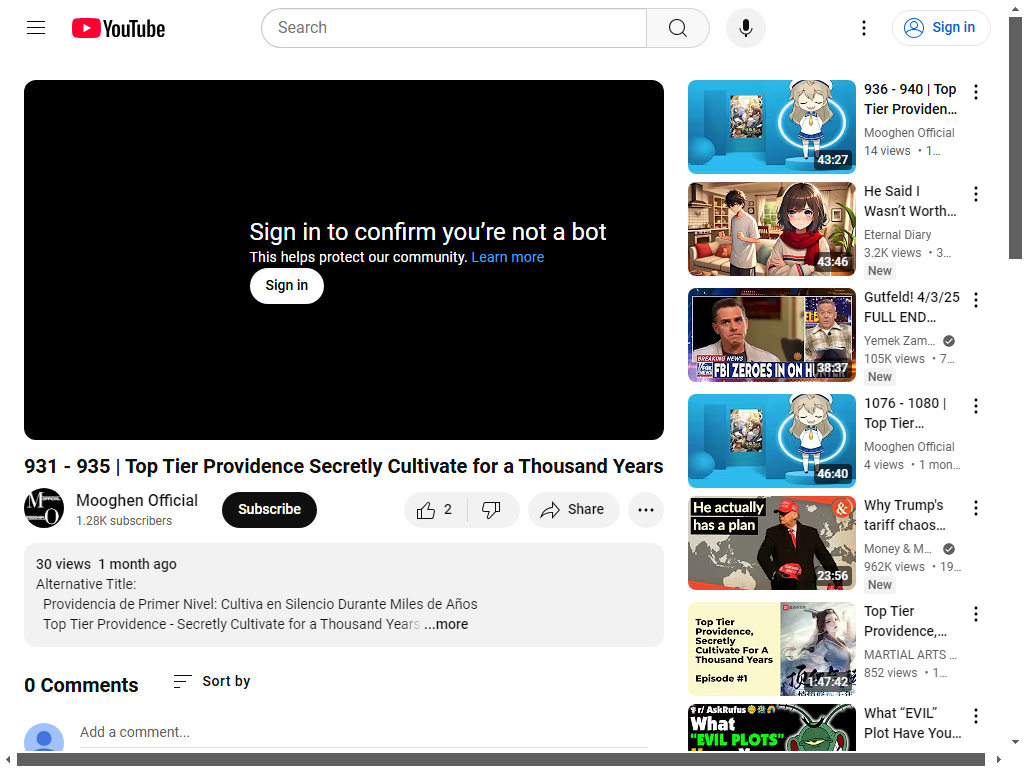 YouTube
Search
Sign in
Sign in to confirm you’re not a bot
This helps protect our community. Learn more
Sign in
931 - 935 | Top Tier Providence Secretly Cultivate for a Thousand Years
Mooghen Official
1.28K subscribers
Subscribe
2
Share
30 views 1 month ago
Alternative Title:
Providencia de Primer Nivel: Cultiva en Silencio Durante Miles de Años
Top Tier Providence - Secretly Cultivate for a Thousand Years ...more
0 Comments
Sort by
Add a comment...
43:27
936 - 940 | Top
Tier Providen...
Mooghen Official
14 views • 1...
43:46
He Said I
Wasn’t Worth...
Eternal Diary
3.2K views • 3...
New
BREAKING NEWS
FBI ZEROES IN ON HU
38:37
Gutfeld! 4/3/25
FULL END...
Yemek Zam...
105K views • 7...
New
46:40
1076 - 1080 |
Top Tier...
Mooghen Official
4 views • 1 mon...
He actually
has a plan
&
23:56
Why Trump's
tariff chaos...
Money & M...
962K views • 19...
New
Top Tier
Providence,
Secretly
Cultivate For A
Thousand Years
Episode #1
1:47:42
Top Tier
Providence,...
MARTIAL ARTS ...
852 views • 1...
r/ AskRufus
What
"EVIL PLOTS"
What “EVIL”
Plot Have You...